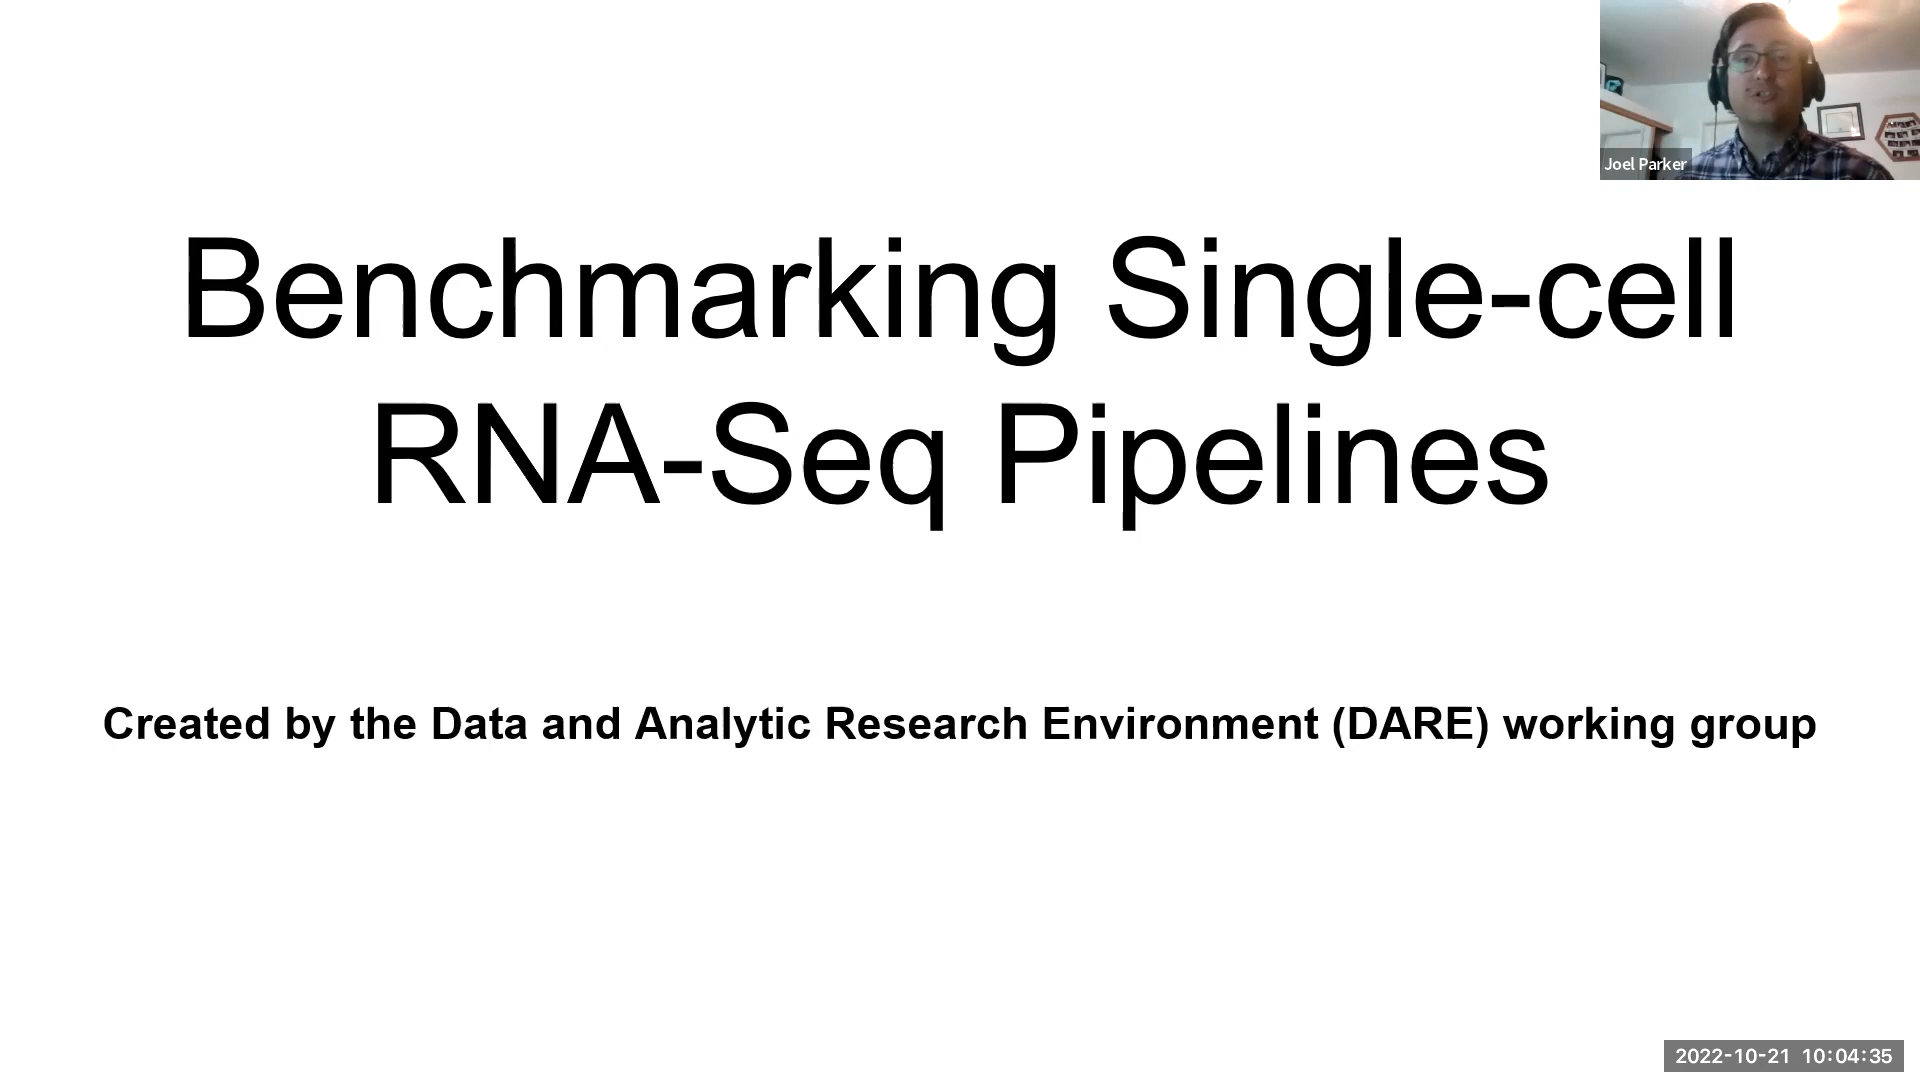 Joel Parker
Benchmarking Single-cell
RNA-Seq Pipelines
Created by the Data and Analytic Research Environment (DARE) working group
2022-10-21 10:04:35